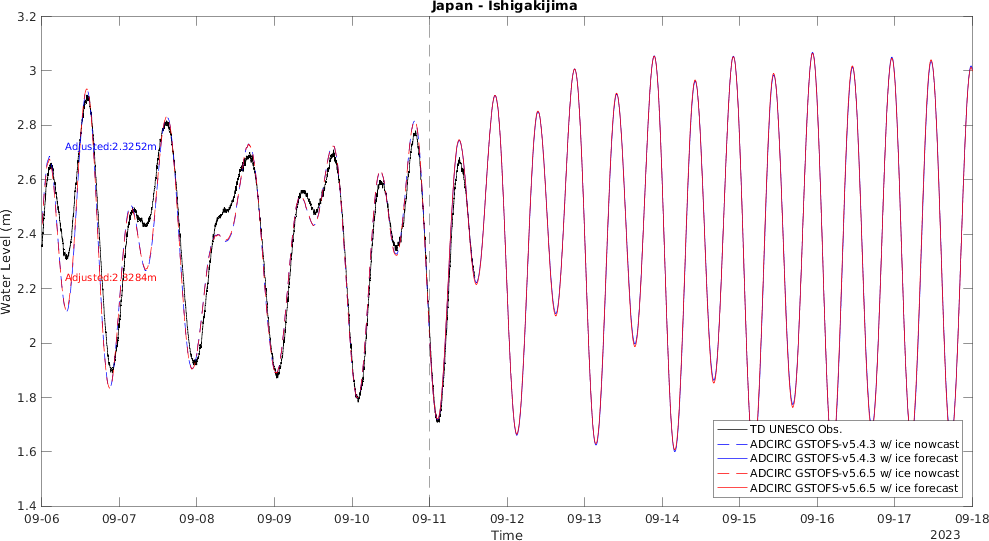 Japan - Ishigakijima
3.2
3
2.8
2.6
2.4
2.2
2
1.8
1.6
1.4
Water Level (m)
Adjusted:2.3252m
Adjusted:2.3284m
TD UNESCO Obs.
ADCIRC GSTOFS-v5.4.3 w/ ice nowcast
ADCIRC GSTOFS-v5.4.3 w/ ice forecast
ADCIRC GSTOFS-v5.6.5 w/ ice nowcast
ADCIRC GSTOFS-v5.6.5 w/ ice forecast
09-06 09-07 09-08 09-09 09-10 09-11 09-12 09-13 09-14 09-15 09-16 09-17 09-18
Time
2023